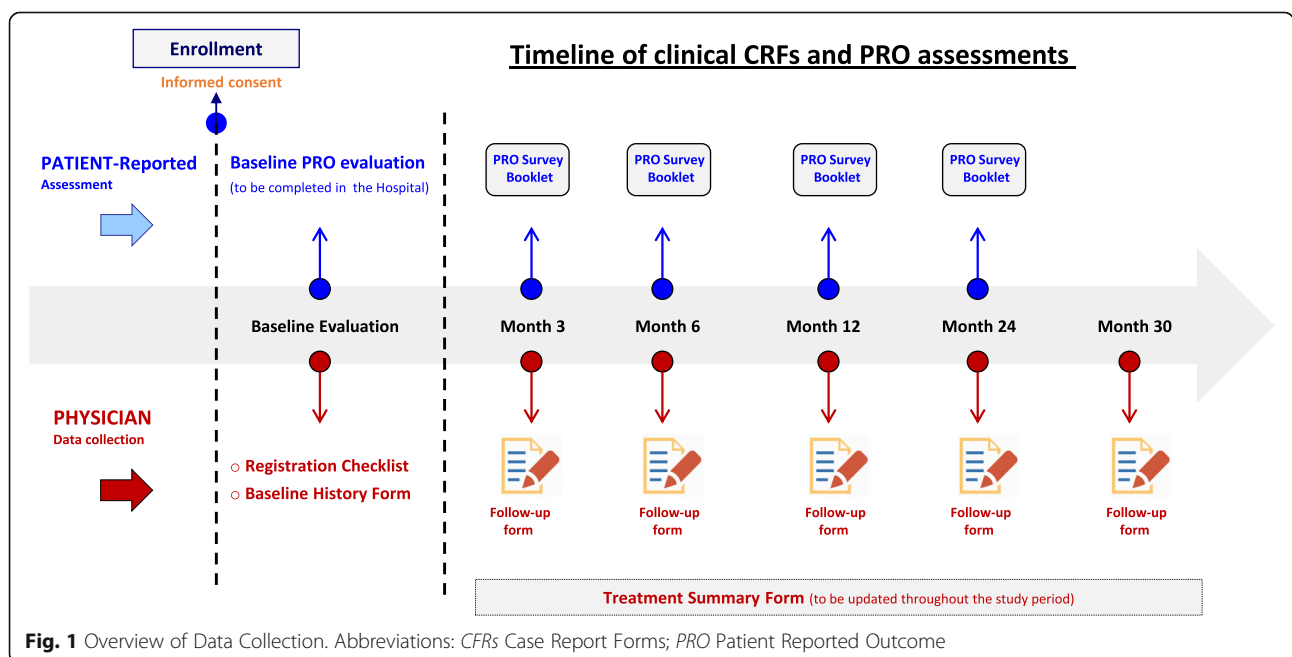 Enrollment
Timeline of clinical CRFs and PRO assessments
Informed consent
PATIENT-Reported
Assessment
Baseline PRO evaluation
(to be completed in the Hospital)
PRO Survey
Booklet
PRO Survey
Booklet
PRO Survey
Booklet
PRO Survey
Booklet
Baseline Evaluation
Month 3
Month 6
Month 12
Month 24
Month 30
PHYSICIAN
Data collection
○ Registration Checklist
○ Baseline History Form
Follow-up
form
Follow-up
form
Follow-up
form
Follow-up
form
Follow-up
form
Treatment Summary Form (to be updated throughout the study period)
Fig. 1 Overview of Data Collection. Abbreviations: CFRs Case Report Forms; PRO Patient Reported Outcome